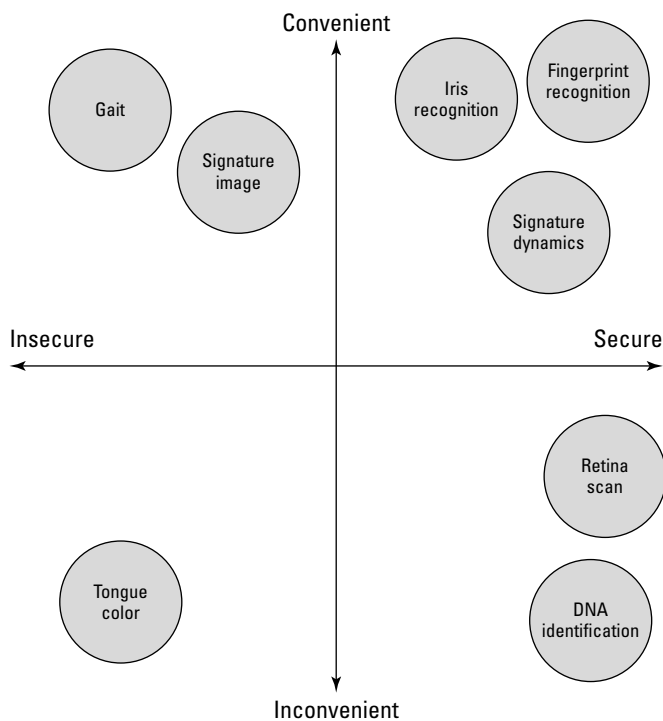 Convenient
Gait
Signature
image
Iris
recognition
Fingerprint
recognition
Signature
dynamics
Insecure
Secure
Retina
scan
Tongue
color
DNA
identification
Inconvenient